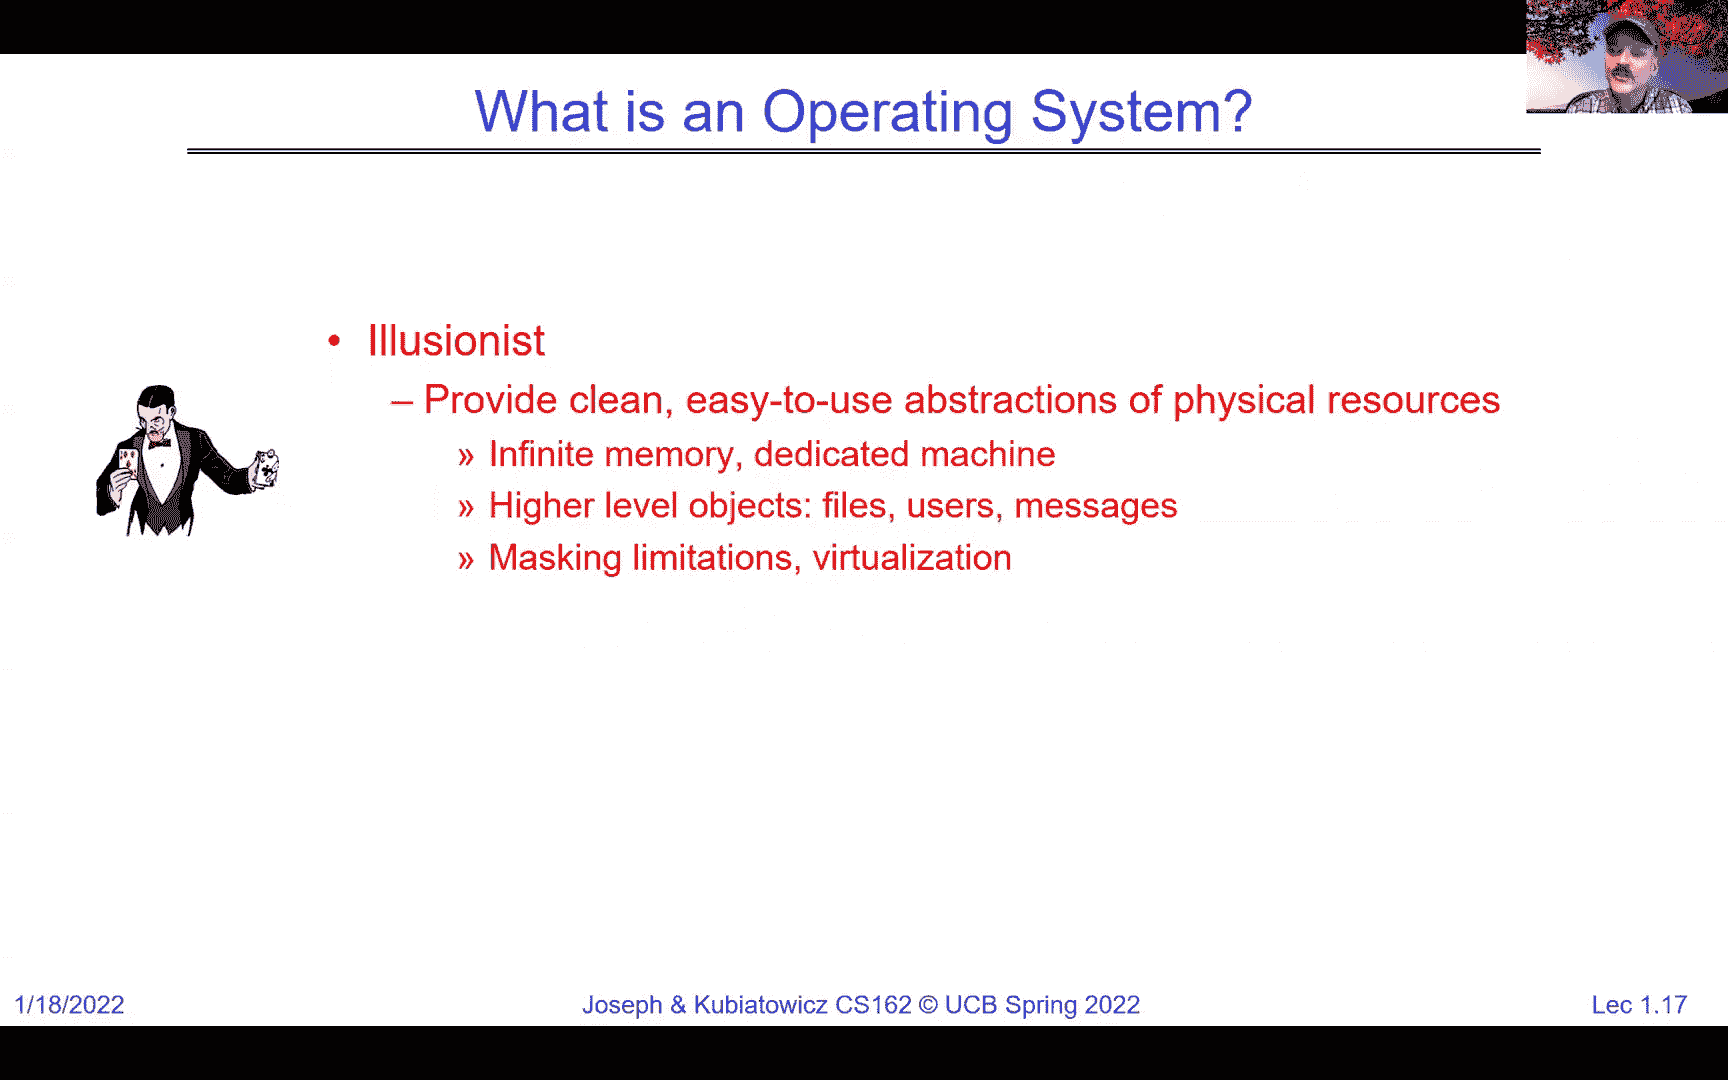 What is an Operating System?
• Illusionist
– Provide clean, easy-to-use abstractions of physical resources
» Infinite memory, dedicated machine
» Higher level objects: files, users, messages
» Masking limitations, virtualization
1/18/2022
Joseph & Kubiatowicz CS162 © UCB Spring 2022
Lec 1.17